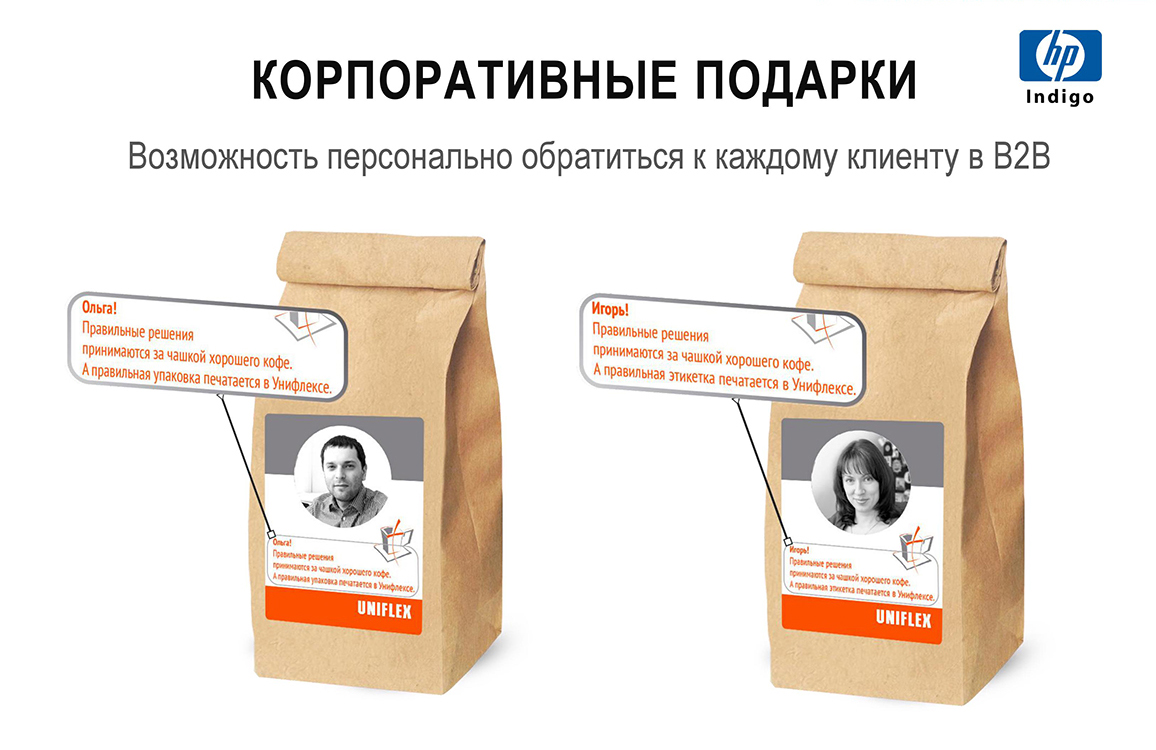 КОРПОРАТИВНЫЕ ПОДАРКИ
hp
Indigo
Возможность персонально обратиться к каждому клиенту в B2B
Ольга!
Правильные решения
принимаются за чашкой хорошего кофе.
А правильная упаковка печатается в Унифлексе.
Игорь!
Правильные решения
принимаются за чашкой хорошего кофе.
А правильная этикетка печатается в Унифлексе.
Ольга!
Правильные решения
принимаются за чашкой хорошего кофе.
А правильная упаковка печатается в Унифлексе.
UNIFLEX
Игорь!
Правильные решения
принимаются за чашкой хорошего кофе.
А правильная этикетка печатается в Унифлексе.
UNIFLEX